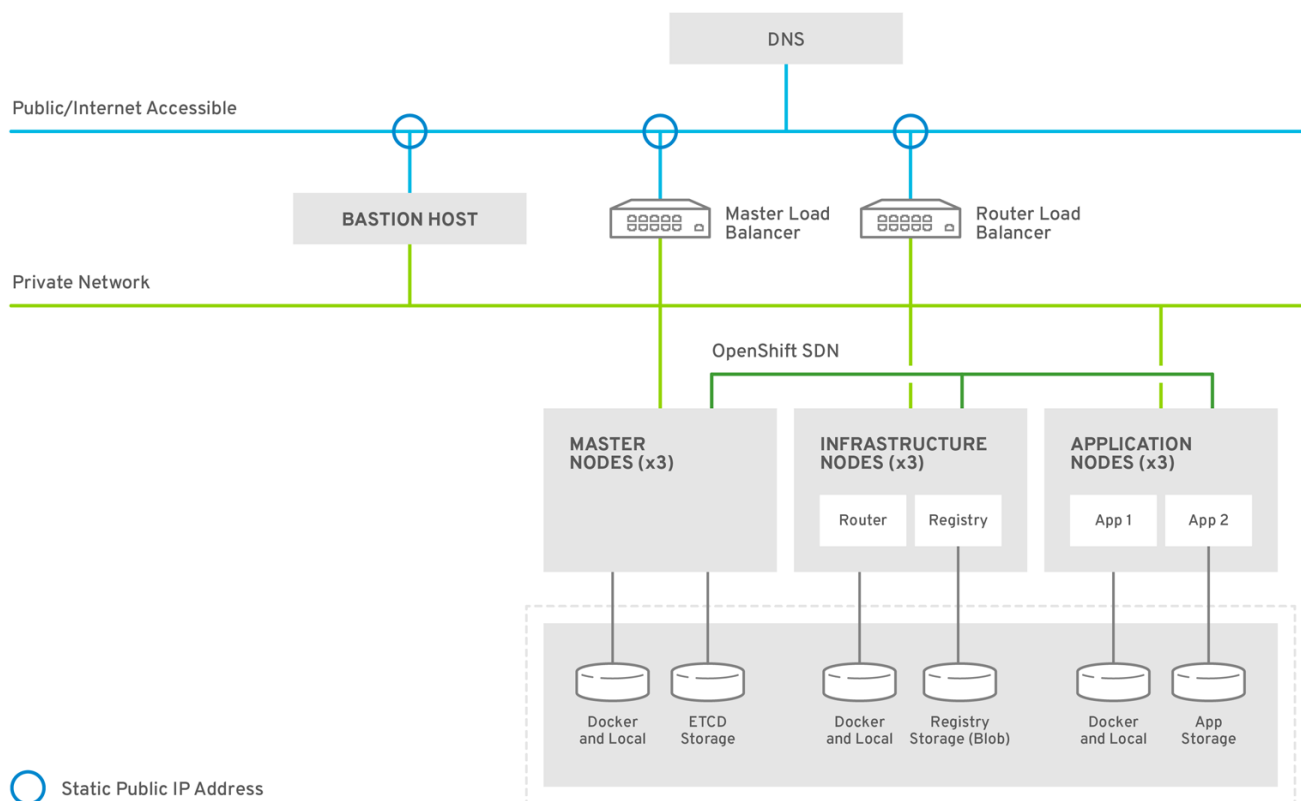 DNS
Public/Internet Accessible
BASTION HOST
Master Load
Balancer
Router Load
Balancer
Private Network
OpenShift SDN
MASTER
NODES (x3)
INFRASTRUCTURE
NODES (x3)
APPLICATION
NODES (x3)
Router
Registry
App 1
App 2
Docker
and Local
ETCD
Storage
Docker
and Local
Registry
Storage (Blob)
Docker
and Local
App
Storage
Static Public IP Address